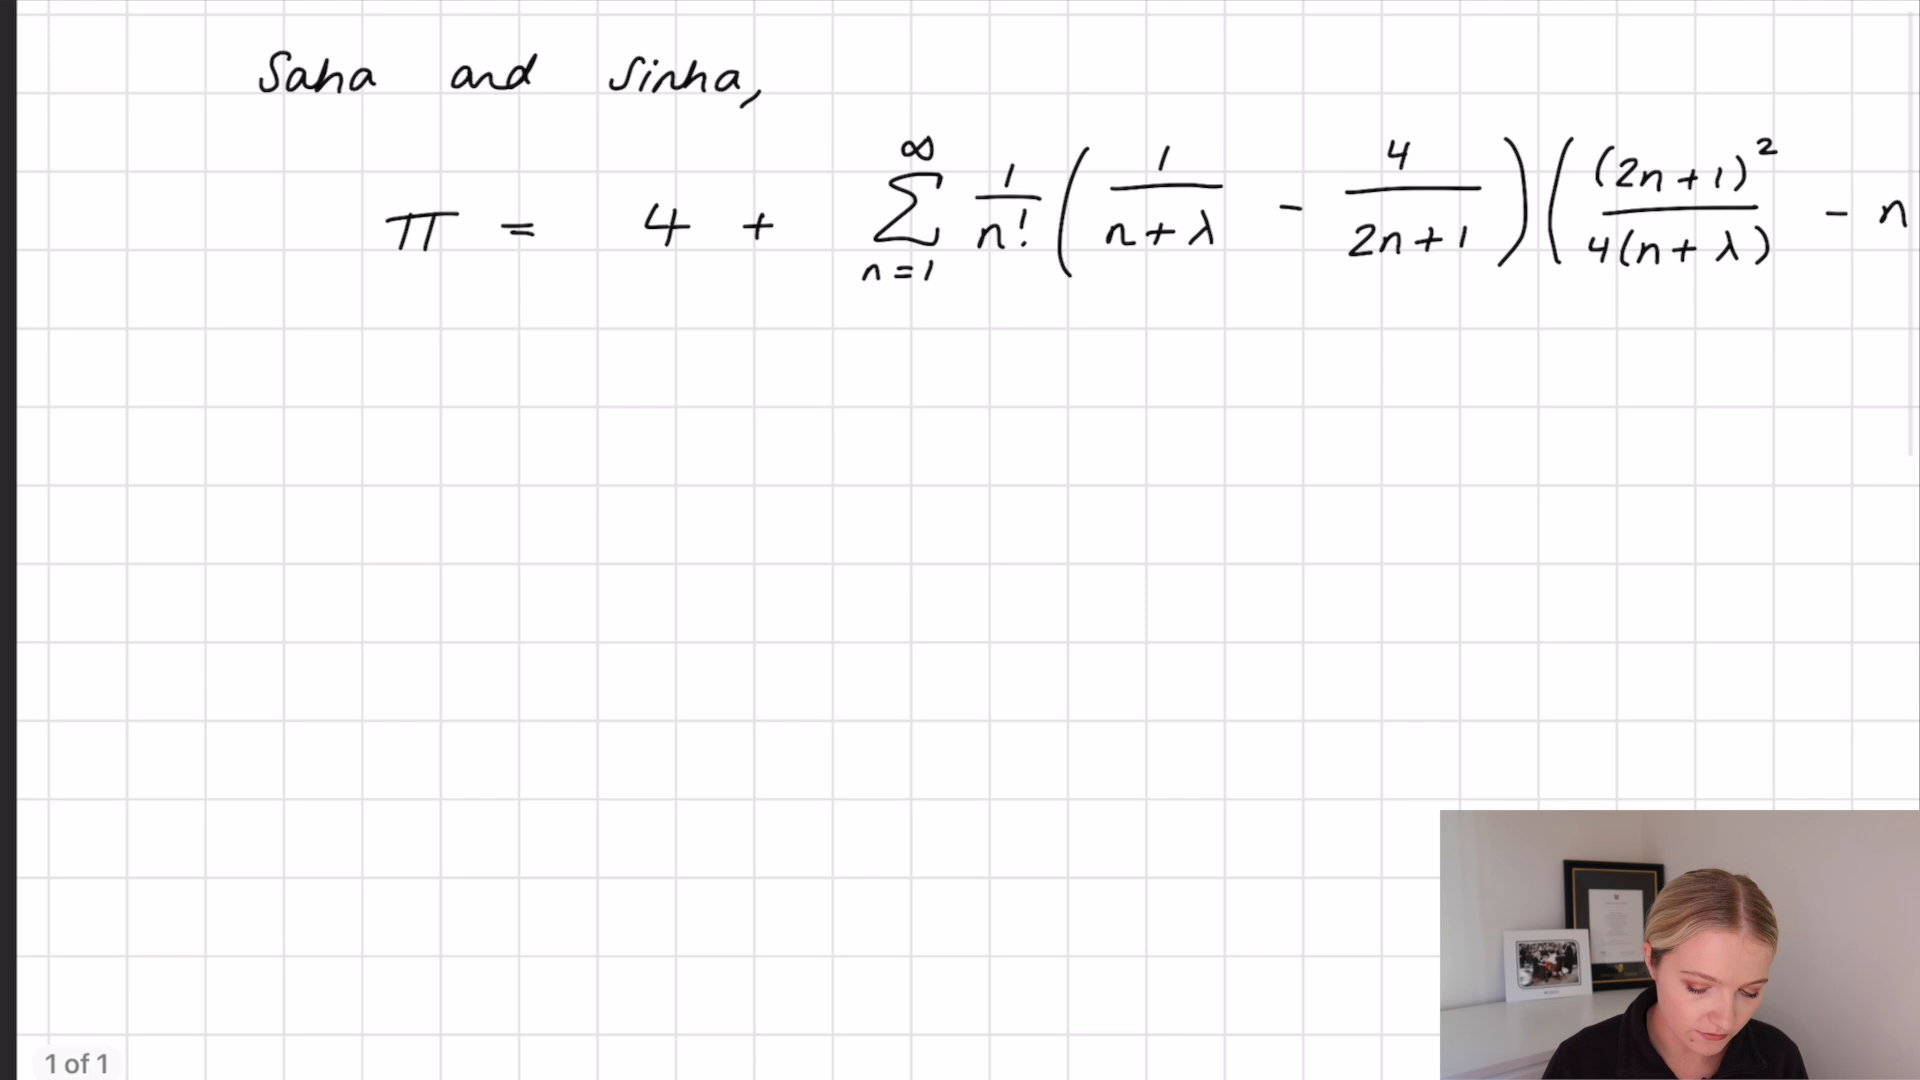 Saha and Sinha,
π = 4 + ∑_{n=1}^{∞} 1/n! (1/(n+λ) - 4/(2n+1)) ((2n+1)²/(4(n+λ)) - n
1 of 1